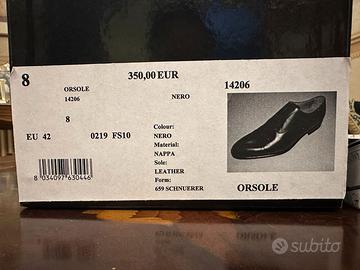 8
350,00 EUR
14206
ORSOLE
14206
NERO
8
EU 42
0219 FS10
Colour:
NERO
Material:
NAPPA
Sole:
LEATHER
Form:
659 SCHNUERER
8 034097 630446
ORSOLE
subito